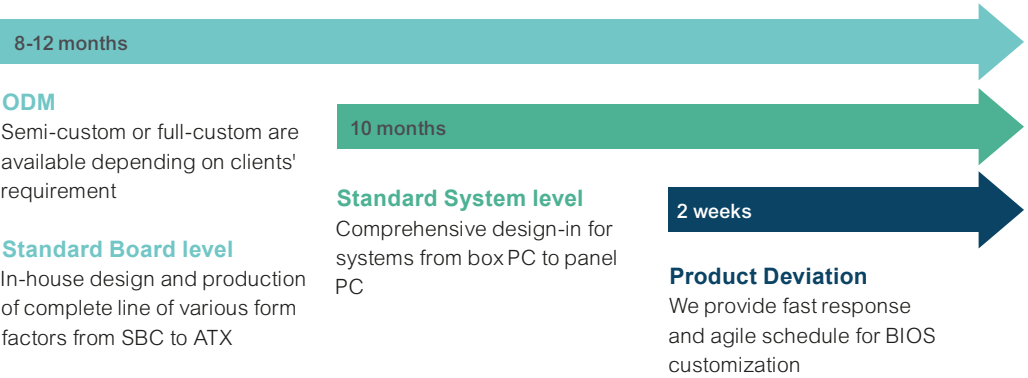 8-12 months
ODM
Semi-custom or full-custom are
available depending on clients'
requirement
Standard Board level
In-house design and production
of complete line of various form
factors from SBC to ATX
10 months
Standard System level
Comprehensive design-in for
systems from box PC to panel
PC
2 weeks
Product Deviation
We provide fast response
and agile schedule for BIOS
customization